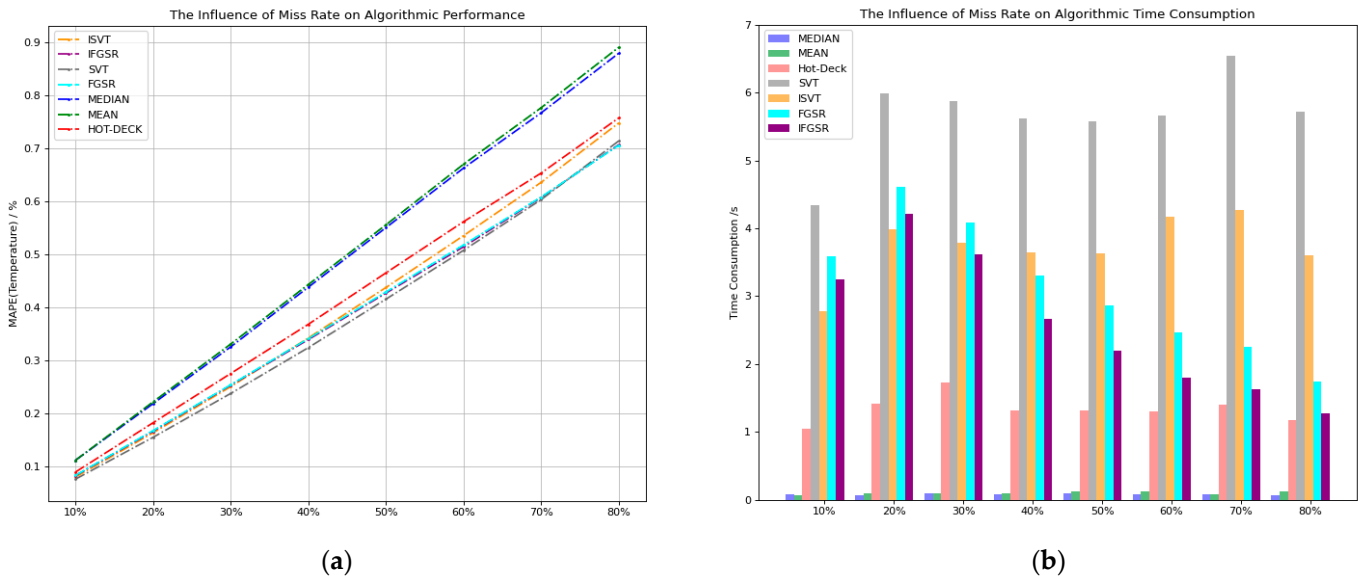 The Influence of Miss Rate on Algorithmic Performance
ISVT
IFGSR
SVT
FGSR
MEDIAN
MEAN
HOT-DECK
MAPE(Temperature) / %
0.9
0.8
0.7
0.6
0.5
0.4
0.3
0.2
0.1
10% 20% 30% 40% 50% 60% 70% 80%
(a)
The Influence of Miss Rate on Algorithmic Time Consumption
MEDIAN
MEAN
Hot-Deck
SVT
ISVT
FGSR
IFGSR
Time Consumption /s
7
6
5
4
3
2
1
0
10% 20% 30% 40% 50% 60% 70% 80%
(b)